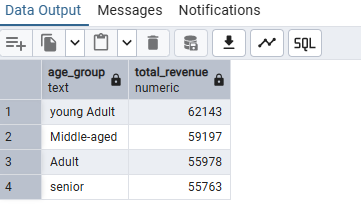 Data Output Messages Notifications
SQL
age_group total_revenue
text numeric
1 young Adult 62143
2 Middle-aged 59197
3 Adult 55978
4 senior 55763